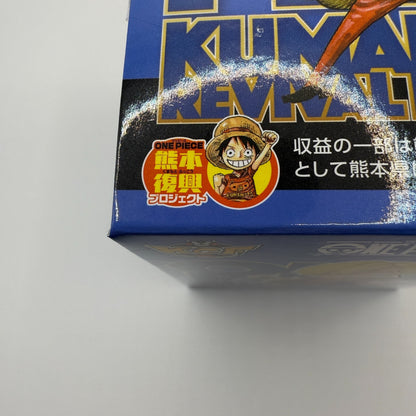 KUMA
REVIVAL
ONE PIECE
熊本
復興
プロジェクト
収益の一部は
として熊本県